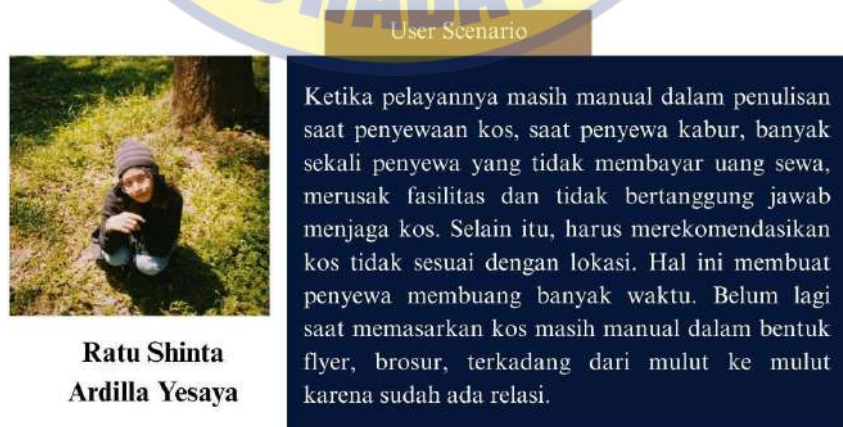 User Scenario
Ketika pelayannya masih manual dalam penulisan
saat penyewaan kos, saat penyewa kabur, banyak
sekali penyewa yang tidak membayar uang sewa,
merusak fasilitas dan tidak bertanggung jawab
menjaga kos. Selain itu, harus merekomendasikan
kos tidak sesuai dengan lokasi. Hal ini membuat
penyewa membuang banyak waktu. Belum lagi
saat memasarkan kos masih manual dalam bentuk
flyer, brosur, terkadang dari mulut ke mulut
karena sudah ada relasi.
Ratu Shinta
Ardilla Yesaya